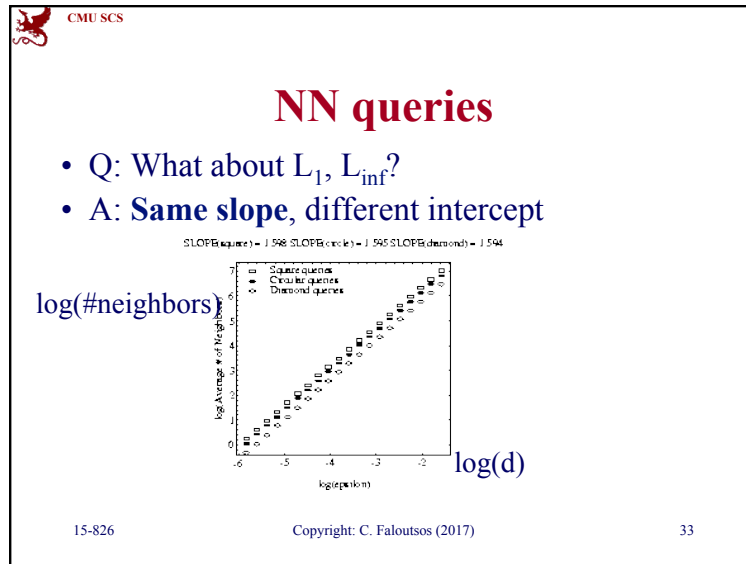 CMU SCS
NN queries
• Q: What about L1, Linf?
• A: Same slope, different intercept
SLOPE(square) = 1.598 SLOPE(circle) = 1.595 SLOPE(diamond) = 1.594
Square queries
Circular queries
Diamond queries
log(#neighbors)
log(Average # of Neighbors)
7
6
5
4
3
2
1
0
-6 -5 -4 -3 -2
log(d)
log(epsilon)
15-826 Copyright: C. Faloutsos (2017) 33